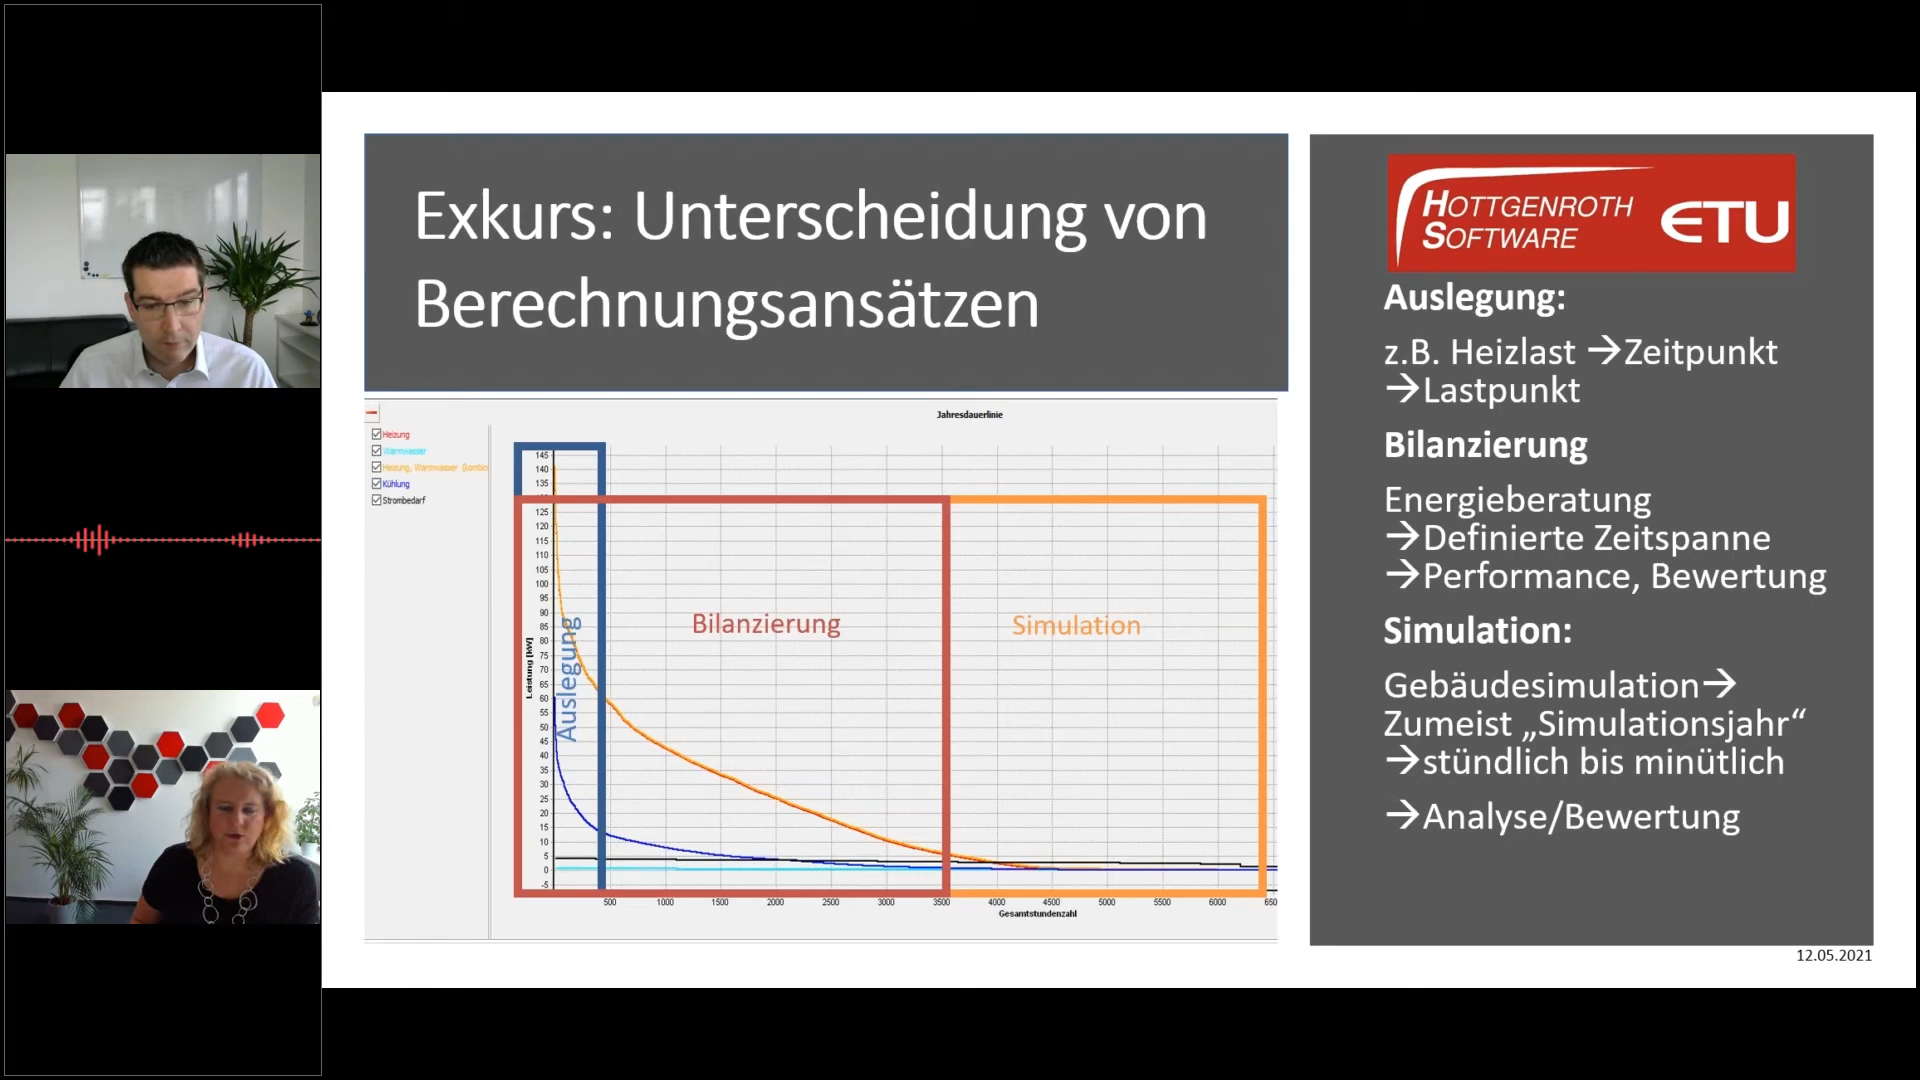 Exkurs: Unterscheidung von
Berechnungsansätzen
HOTTGENROTH
SOFTWARE
ETU
Jahresdauerlinie
Heizung
Warmwasser
Heizung, Warmwasser (kombin
Kühlung
Strombedarf
Leistung [kW]
145
140
135
125
120
115
110
105
100
95
90
85
80
75
70
65
60
55
50
45
40
35
30
25
20
15
10
5
0
-5
Auslegung
Bilanzierung
Simulation
500
1000
1500
2000
2500
3000
3500
4000
4500
5000
5500
6000
650
Gesamtstundenzahl
Auslegung:
z.B. Heizlast →Zeitpunkt
→Lastpunkt
Bilanzierung
Energieberatung
→Definierte Zeitspanne
→Performance, Bewertung
Simulation:
Gebäudesimulation→
Zumeist „Simulationsjahr“
→stündlich bis minütlich
→Analyse/Bewertung
12.05.2021